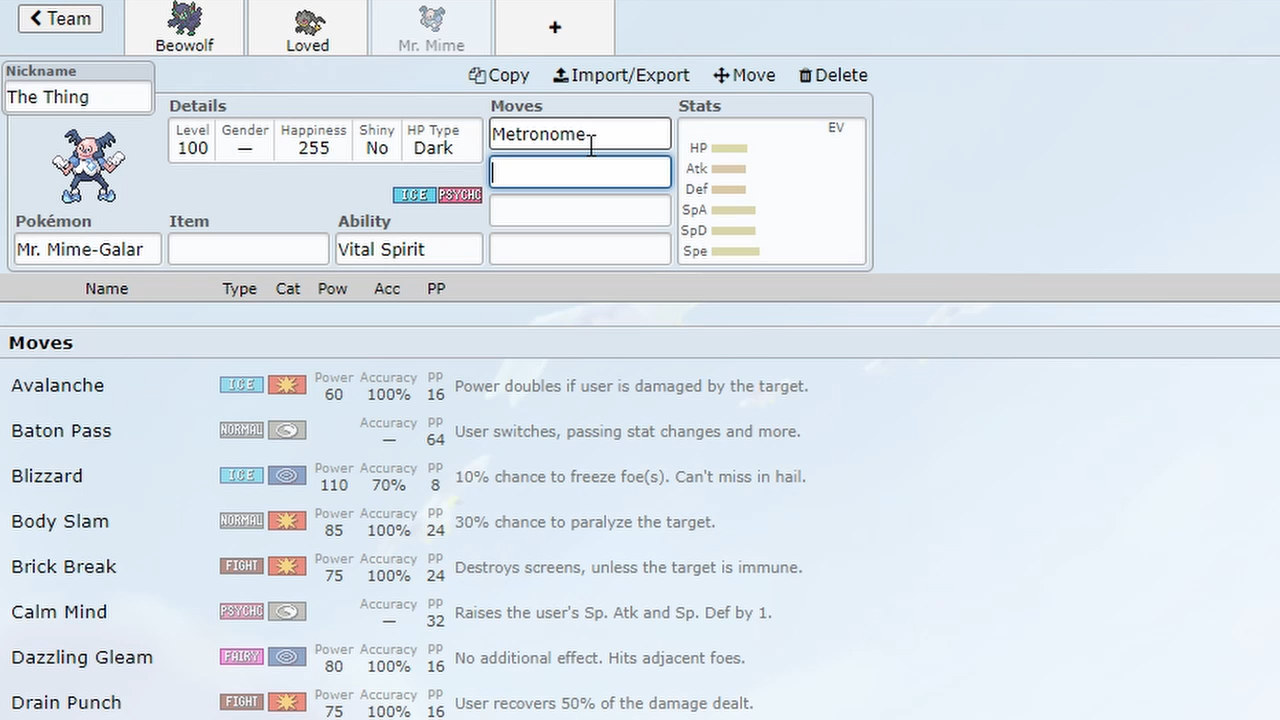 Team
Beowolf
Loved
Mr. Mime
+
Nickname
The Thing
Copy Import/Export Move Delete
Details
Level Gender Happiness Shiny HP Type
100 — 255 No Dark
ICE PSYCHC
Pokémon Item Ability
Mr. Mime-Galar Vital Spirit
Moves
Metronome
Stats
EV
HP
Atk
Def
SpA
SpD
Spe
Name Type Cat Pow Acc PP
Moves
Avalanche ICE Power 60 Accuracy 100% PP 16 Power doubles if user is damaged by the target.
Baton Pass NORMAL Accuracy — PP 64 User switches, passing stat changes and more.
Blizzard ICE Power 110 Accuracy 70% PP 8 10% chance to freeze foe(s). Can't miss in hail.
Body Slam NORMAL Power 85 Accuracy 100% PP 24 30% chance to paralyze the target.
Brick Break FIGHT Power 75 Accuracy 100% PP 24 Destroys screens, unless the target is immune.
Calm Mind PSYCHC Accuracy — PP 32 Raises the user's Sp. Atk and Sp. Def by 1.
Dazzling Gleam FAIRY Power 80 Accuracy 100% PP 16 No additional effect. Hits adjacent foes.
Drain Punch FIGHT Power 75 Accuracy 100% PP 16 User recovers 50% of the damage dealt.